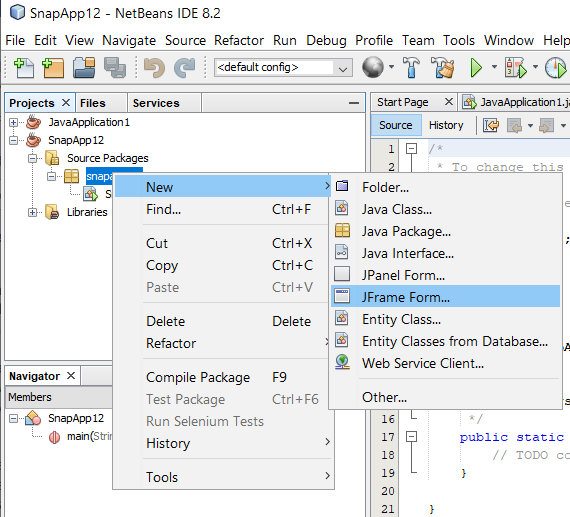 SnapApp12 - NetBeans IDE 8.2
File Edit View Navigate Source Refactor Run Debug Profile Team Tools Window Help
<default config>
Projects Files Services
JavaApplication1
SnapApp12
Source Packages
Libraries
New
Find... Ctrl+F
Cut Ctrl+X
Copy Ctrl+C
Paste Ctrl+V
Delete Delete
Refactor
Compile Package F9
Test Package Ctrl+F6
Run Selenium Tests
History
Tools
Folder...
Java Class...
Java Package...
Java Interface...
JPanel Form...
JFrame Form...
Entity Class...
Entity Classes from Database...
Web Service Client...
Other...
Navigator
Members
SnapApp12
main(Strin
Start Page JavaApplication1.ja
Source History
1 /*
2 * To change this
16 */
17 public static
18 // TODO co
19 }
20
21 }